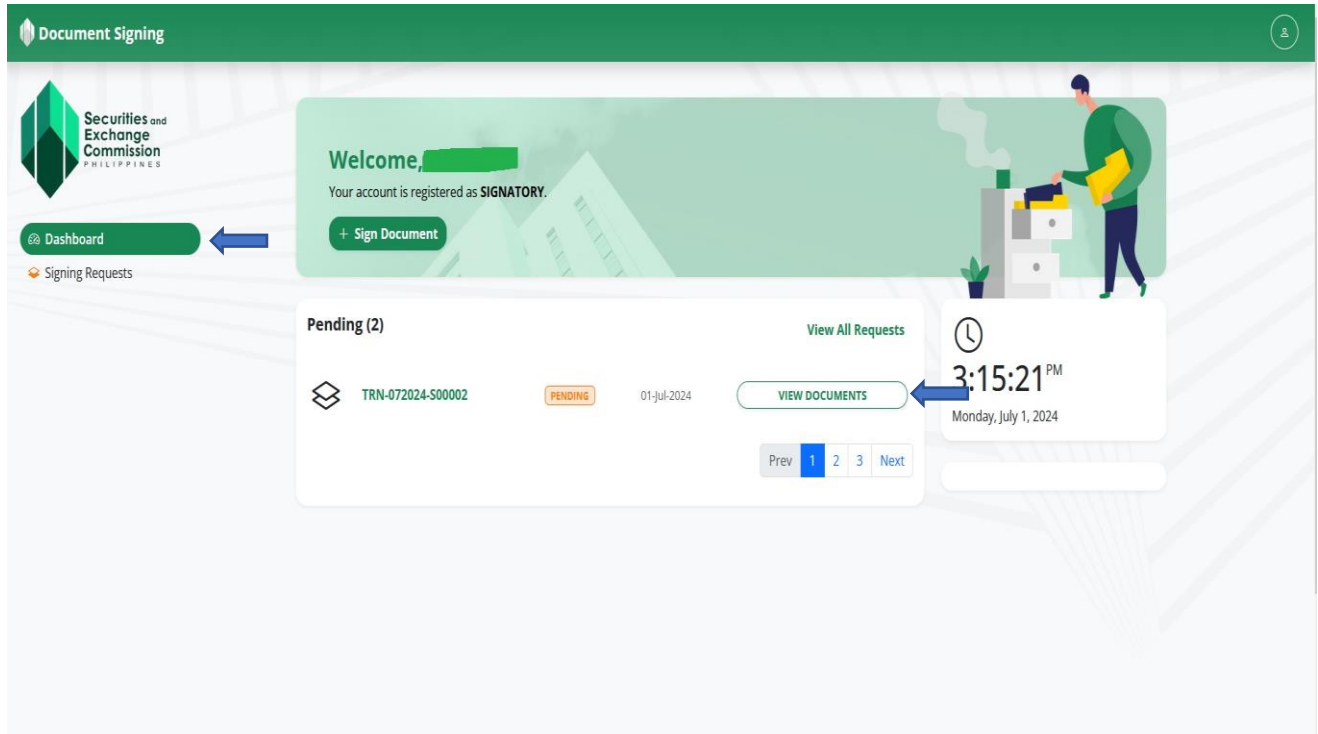 Document Signing
Securities and
Exchange
Commission
PHILIPPINES
Dashboard
Signing Requests
Welcome,
Your account is registered as SIGNATORY.
+ Sign Document
Pending (2)
View All Requests
TRN-072024-S00002 PENDING 01-Jul-2024 VIEW DOCUMENTS
Prev 1 2 3 Next
3:15:21 PM
Monday, July 1, 2024